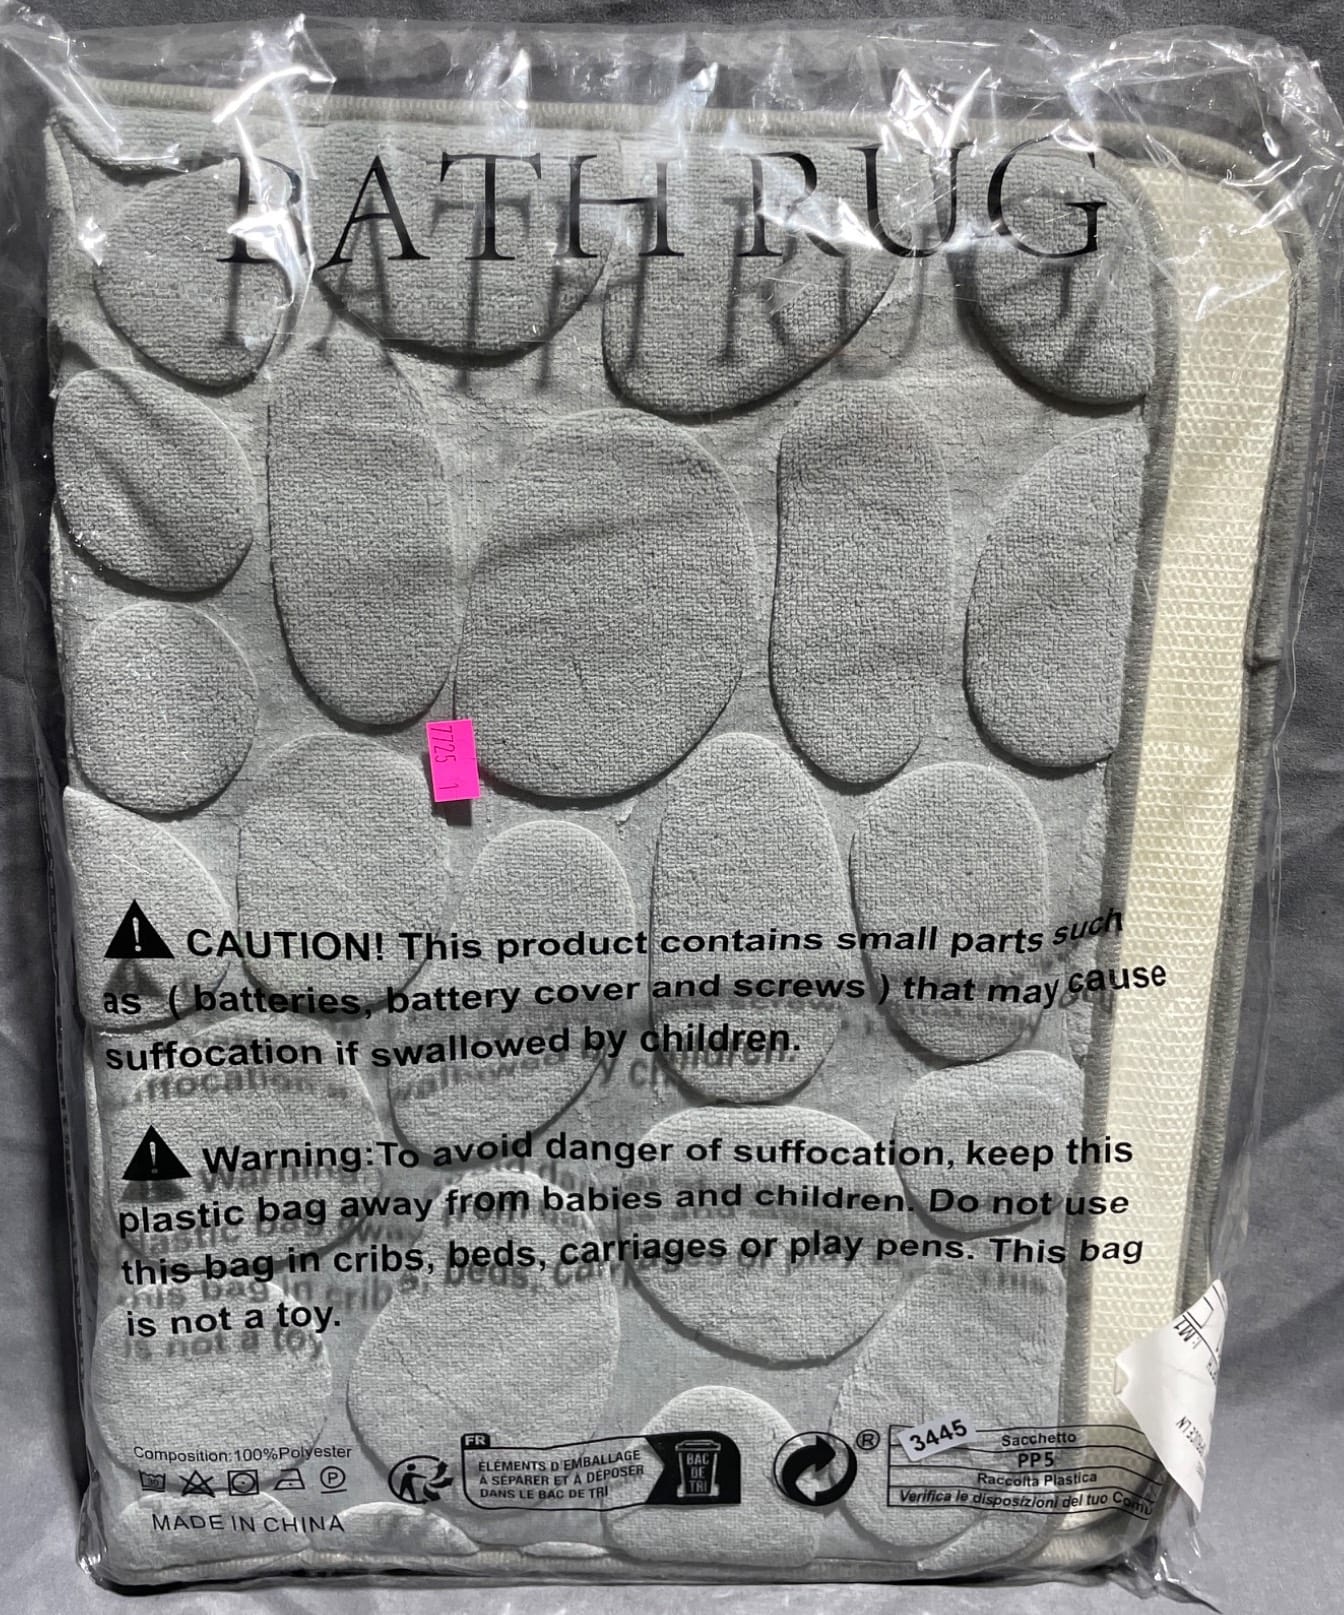 BATH RUG
7725 1
CAUTION! This product contains small parts such
as ( batteries, battery cover and screws ) that may cause
suffocation if swallowed by children.
Warning:To avoid danger of suffocation, keep this
plastic bag away from babies and children. Do not use
this bag in cribs, beds, carriages or play pens. This bag
is not a toy.
Composition:100%Polyester
P
MADE IN CHINA
FR
ÉLÉMENTS D'EMBALLAGE
À SÉPARER ET À DÉPOSER
DANS LE BAC DE TRI
BAC
DE
TRI
®
3445
Sacchetto
PP5
Raccolta Plastica
Verifica le disposizioni del tuo